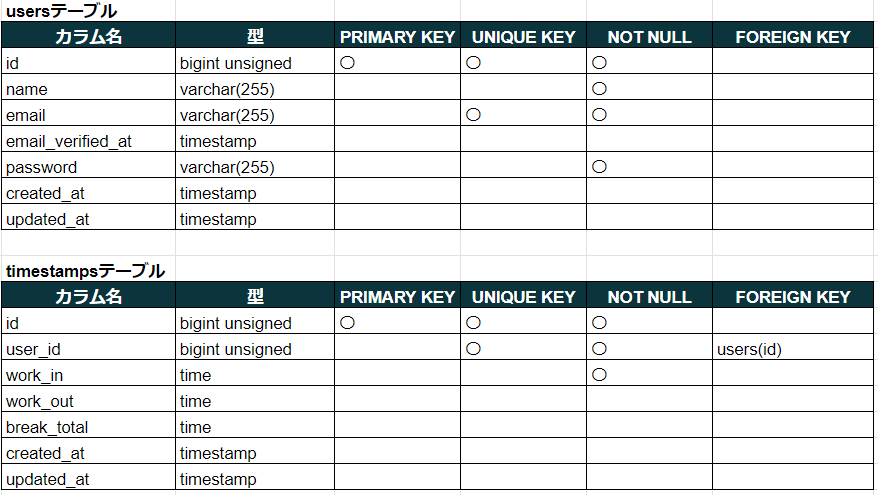 usersテーブル
カラム名 型 PRIMARY KEY UNIQUE KEY NOT NULL FOREIGN KEY
id bigint unsigned 〇 〇 〇
name varchar(255) 〇
email varchar(255) 〇 〇
email_verified_at timestamp
password varchar(255) 〇
created_at timestamp
updated_at timestamp
timestampsテーブル
カラム名 型 PRIMARY KEY UNIQUE KEY NOT NULL FOREIGN KEY
id bigint unsigned 〇 〇 〇
user_id bigint unsigned 〇 〇 users(id)
work_in time 〇
work_out time
break_total time
created_at timestamp
updated_at timestamp